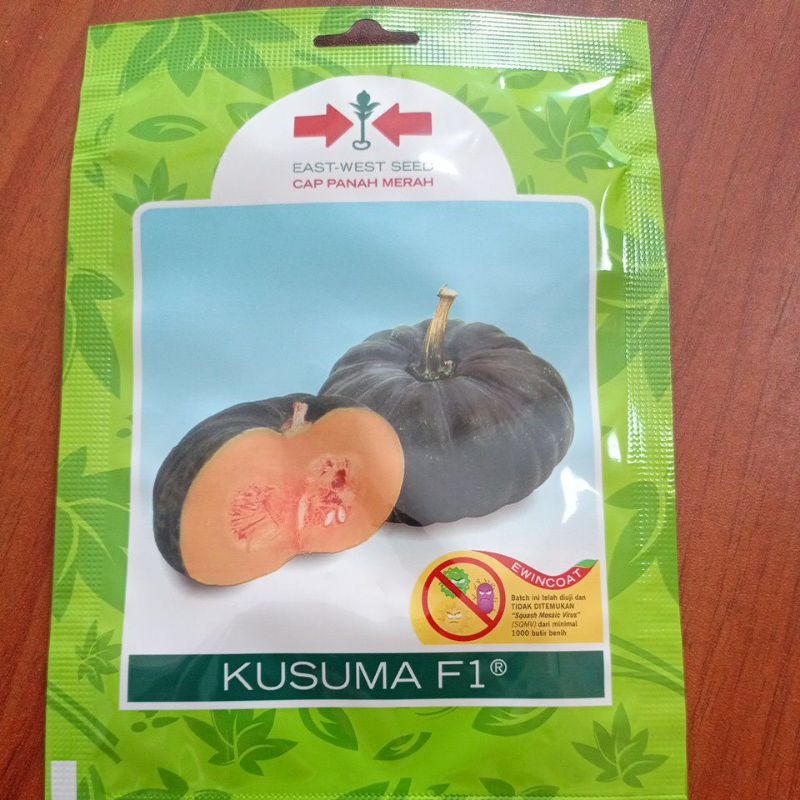 EAST-WEST SEED
CAP PANAH MERAH
EWINCOAT
Batch ini telah diuji dan
TIDAK DITEMUKAN
"Squash Mosaic Virus"
(SQMV) dari minimal
1000 butir benih
KUSUMA F1®